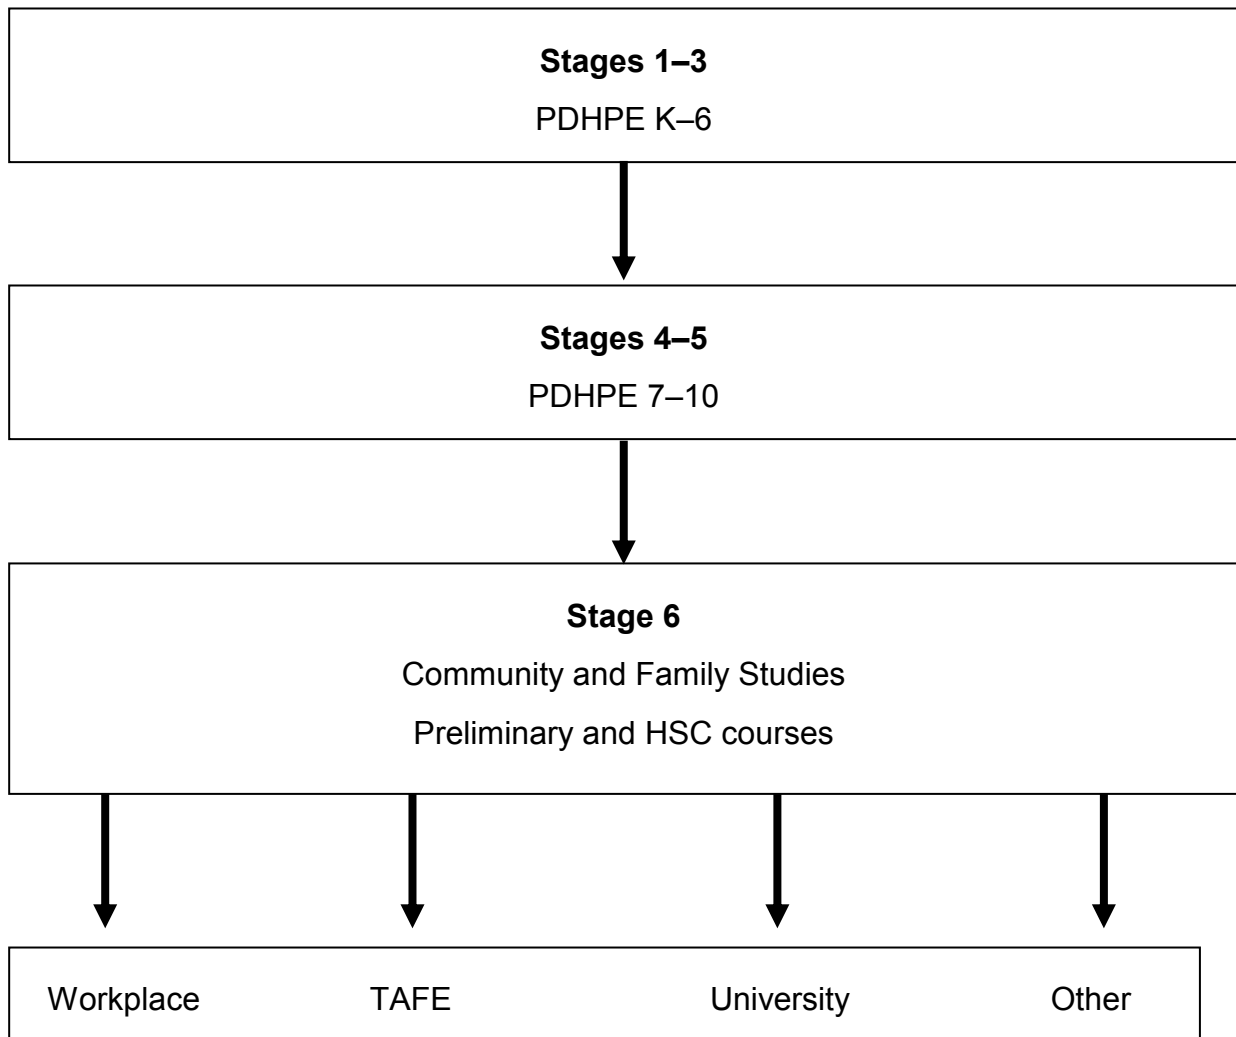 Stages 1–3
PDHPE K–6
Stages 4–5
PDHPE 7–10
Stage 6
Community and Family Studies
Preliminary and HSC courses
Workplace TAFE University Other